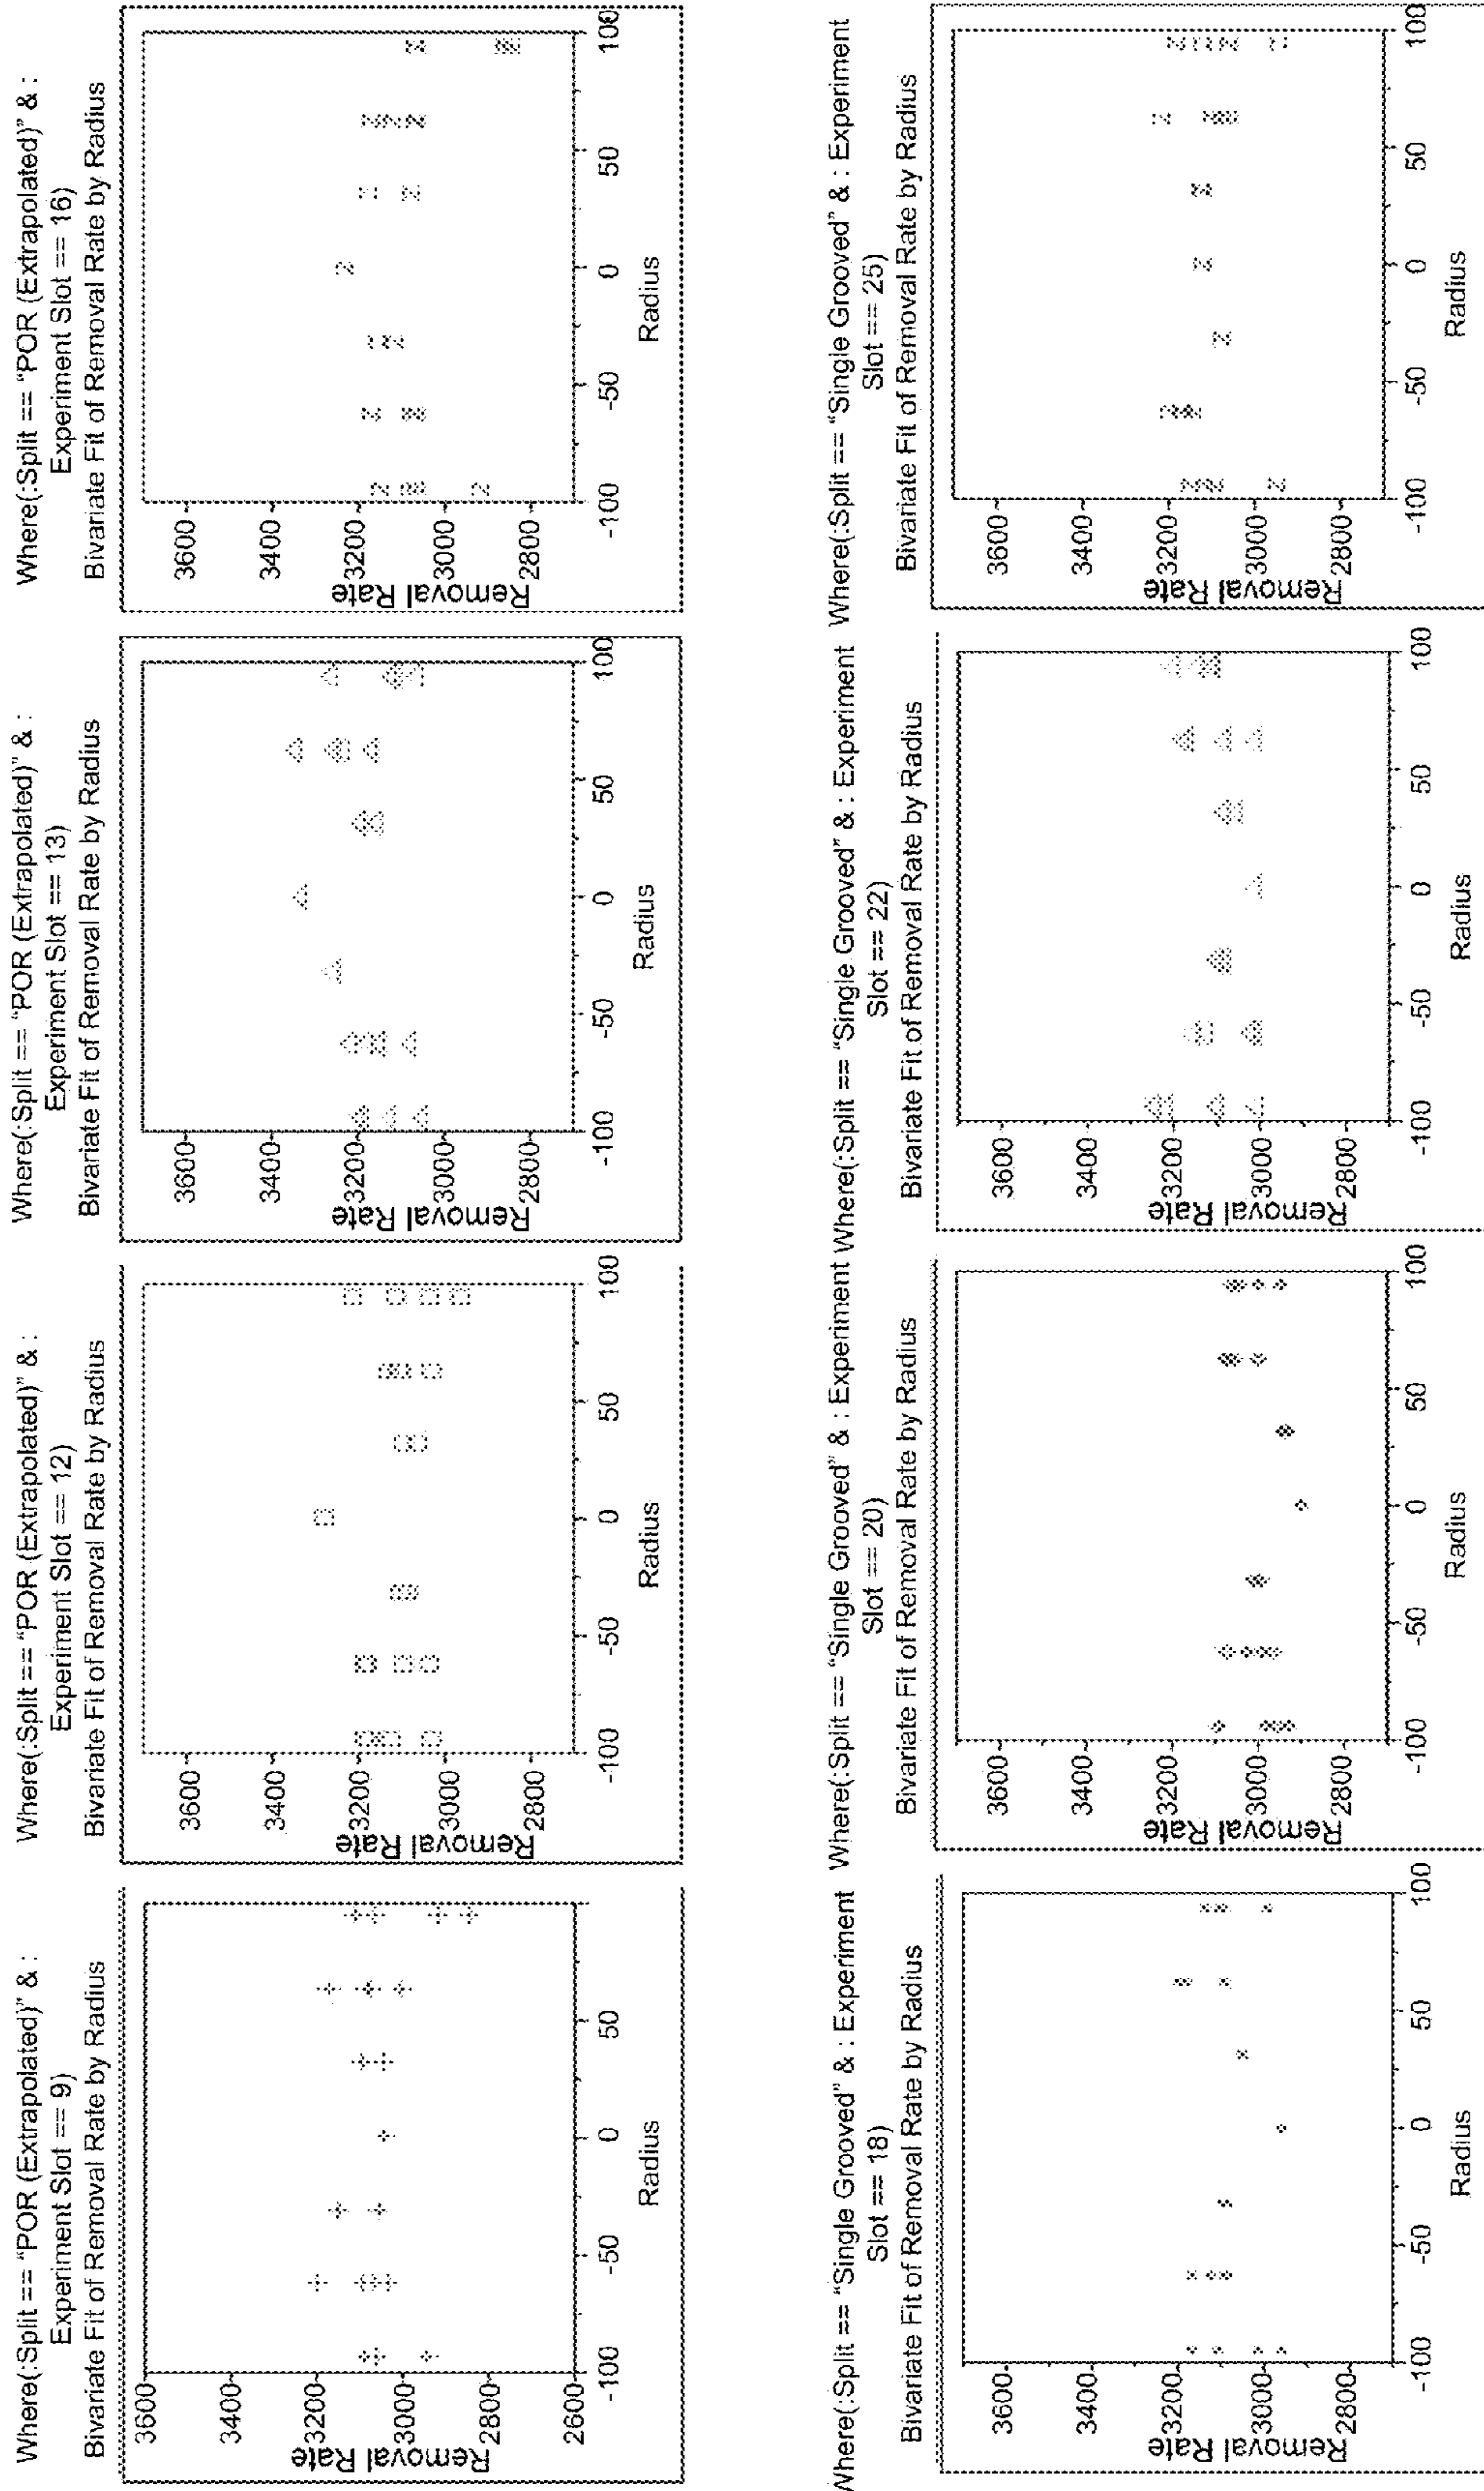 Where(:Split == "POR (Extrapolated)" & :
Experiment Slot == 9)
Bivariate Fit of Removal Rate by Radius
3600
3400
3200
3000
2800
2600
Removal Rate
-100
-50
0
50
100
Radius
Where(:Split == "POR (Extrapolated)" & :
Experiment Slot == 12)
Bivariate Fit of Removal Rate by Radius
3600
3400
3200
3000
2800
Removal Rate
-100
-50
0
50
100
Radius
Where(:Split == "POR (Extrapolated)" & :
Experiment Slot == 13)
Bivariate Fit of Removal Rate by Radius
3600
3400
3200
3000
2800
Removal Rate
-100
-50
0
50
100
Radius
Where(:Split == "POR (Extrapolated)" & :
Experiment Slot == 16)
Bivariate Fit of Removal Rate by Radius
3600
3400
3200
3000
2800
Removal Rate
-100
-50
0
50
100
Radius
Where(:Split == "Single Grooved" & : Experiment
Slot == 18)
Bivariate Fit of Removal Rate by Radius
3600
3400
3200
3000
2800
Removal Rate
-100
-50
0
50
100
Radius
Where(:Split == "Single Grooved" & : Experiment
Slot == 20)
Bivariate Fit of Removal Rate by Radius
3600
3400
3200
3000
2800
Removal Rate
-100
-50
0
50
100
Radius
Where(:Split == "Single Grooved" & : Experiment
Slot == 22)
Bivariate Fit of Removal Rate by Radius
3600
3400
3200
3000
2800
Removal Rate
-100
-50
0
50
100
Radius
Where(:Split == "Single Grooved" & : Experiment
Slot == 25)
Bivariate Fit of Removal Rate by Radius
3600
3400
3200
3000
2800
Removal Rate
-100
-50
0
50
100
Radius